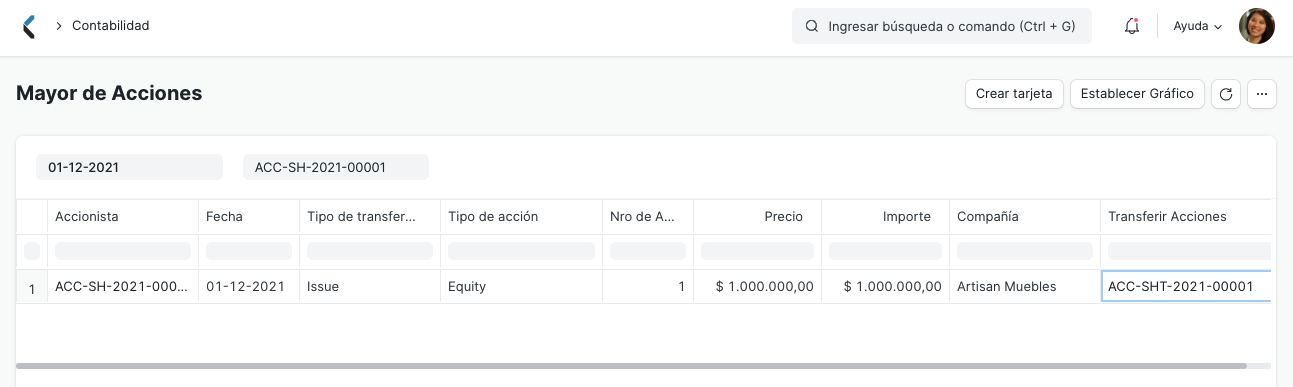 Contabilidad
Ingresar búsqueda o comando (Ctrl + G)
Ayuda
Mayor de Acciones
Crear tarjeta
Establecer Gráfico
01-12-2021
ACC-SH-2021-00001
Accionista Fecha Tipo de transfer... Tipo de acción Nro de A... Precio Importe Compañía Transferir Acciones
1 ACC-SH-2021-000... 01-12-2021 Issue Equity 1 $ 1.000.000,00 $ 1.000.000,00 Artisan Muebles ACC-SHT-2021-00001